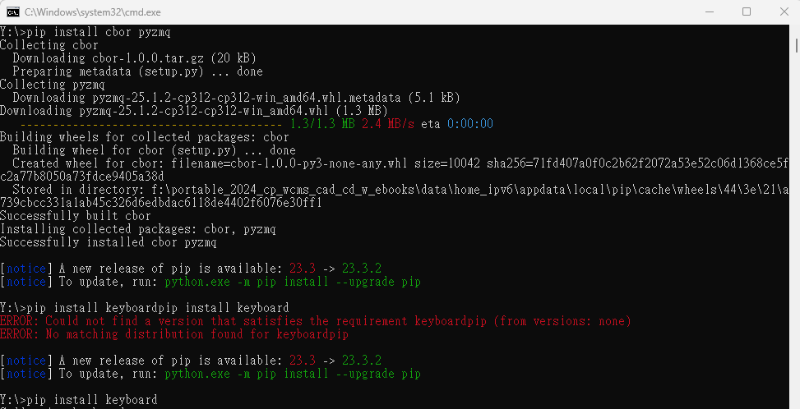 C:\Windows\system32\cmd.exe
Y:\>pip install cbor pyzmq
Collecting cbor
Downloading cbor-1.0.0.tar.gz (20 kB)
Preparing metadata (setup.py) ... done
Collecting pyzmq
Downloading pyzmq-25.1.2-cp312-cp312-win_amd64.whl.metadata (5.1 kB)
Downloading pyzmq-25.1.2-cp312-cp312-win_amd64.whl (1.3 MB)
---------------------------------------- 1.3/1.3 MB 2.4 MB/s eta 0:00:00
Building wheels for collected packages: cbor
Building wheel for cbor (setup.py) ... done
Created wheel for cbor: filename=cbor-1.0.0-py3-none-any.whl size=10042 sha256=71fd407a0f0c2b62f2072a53e52c06d1368ce5f
c2a77b8050a73fdce9405a38d
Stored in directory: f:\portable_2024_cp_wcms_cad_cd_w_ebooks\data\home_ipv6\appdata\local\pip\cache\wheels\44\3e\21\a
739cbcc331a1ab45c326d6edbdac6118de4402f6076e30ff1
Successfully built cbor
Installing collected packages: cbor, pyzmq
Successfully installed cbor pyzmq
[notice] A new release of pip is available: 23.3 -> 23.3.2
[notice] To update, run: python.exe -m pip install --upgrade pip
Y:\>pip install keyboardpip install keyboard
ERROR: Could not find a version that satisfies the requirement keyboardpip (from versions: none)
ERROR: No matching distribution found for keyboardpip
[notice] A new release of pip is available: 23.3 -> 23.3.2
[notice] To update, run: python.exe -m pip install --upgrade pip
Y:\>pip install keyboard